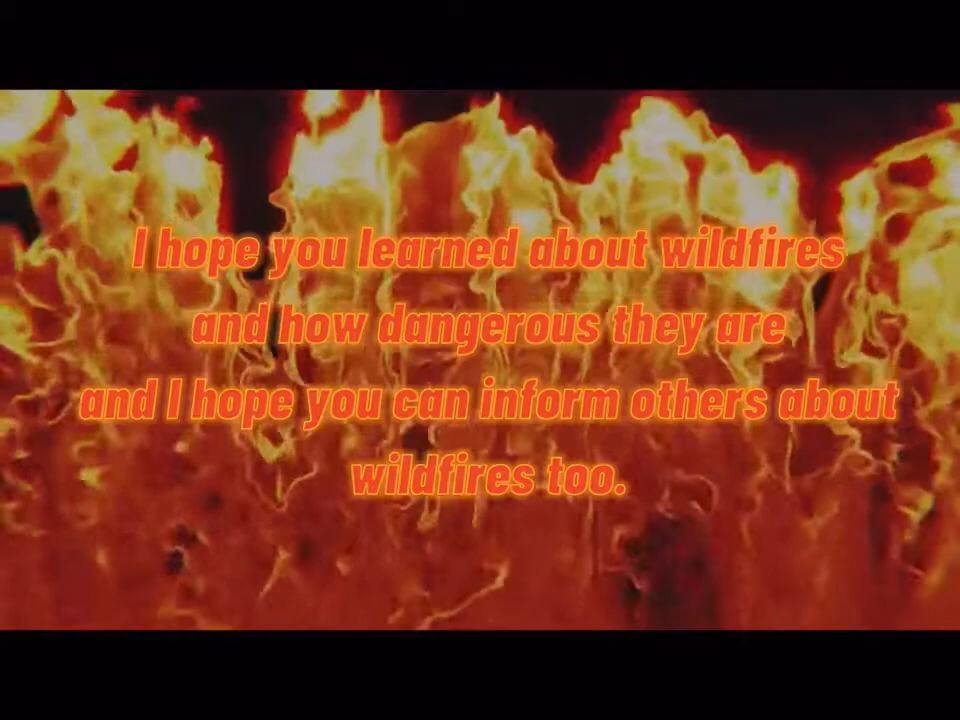 I hope you learned about wildfires
and how dangerous they are
and I hope you can inform others about
wildfires too.